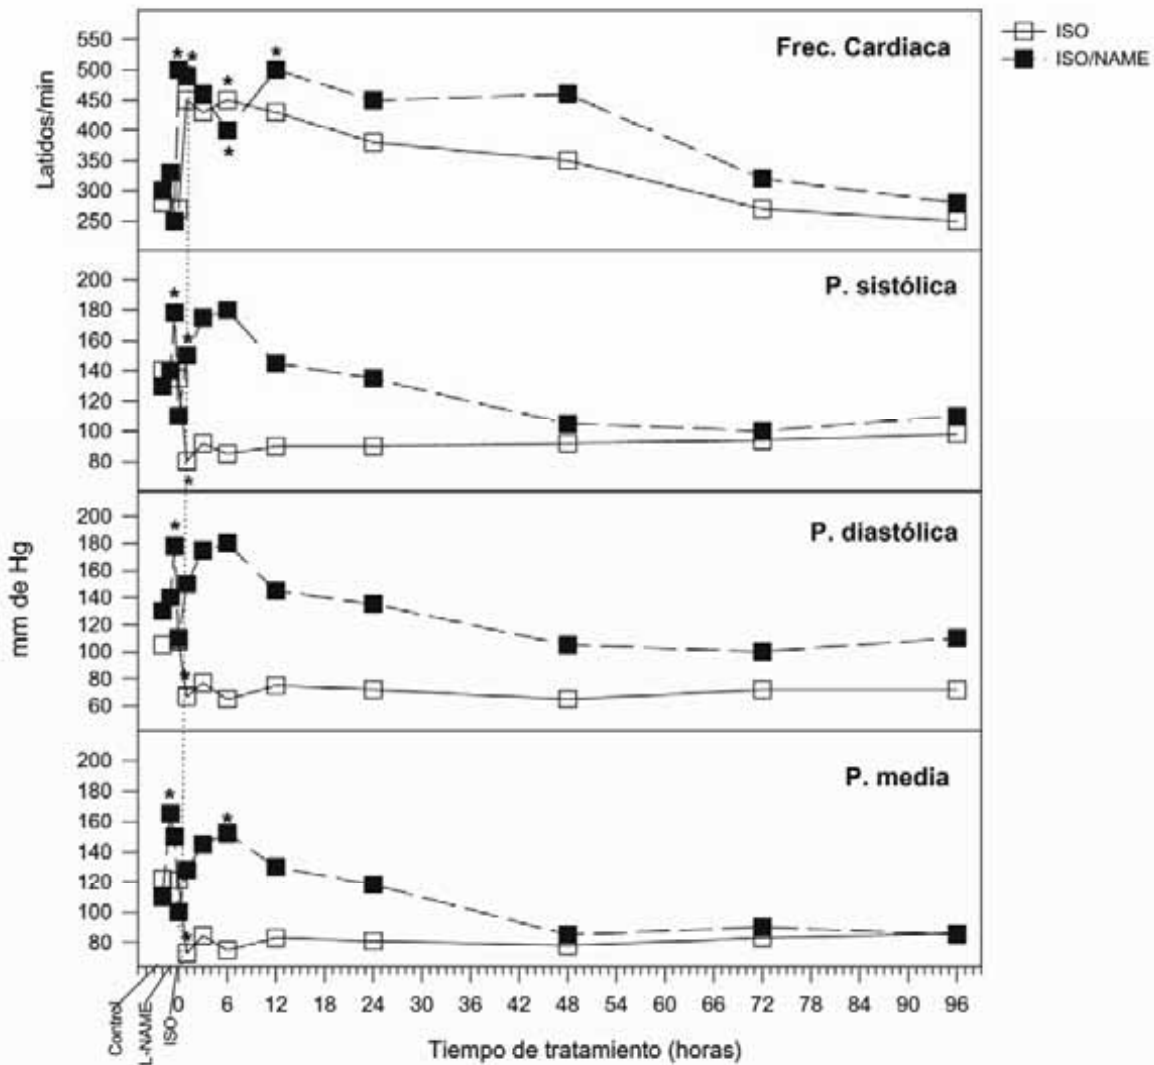 Frec. Cardiaca
ISO
ISO/NAME
Latidos/min
550
500
450
400
350
300
250
* * * * *
P. sistólica
200
180
160
140
120
100
80
* * *
mm de Hg
P. diastólica
200
180
160
140
120
100
80
60
* *
P. media
200
180
160
140
120
100
80
* * *
Control
L-NAME
ISO
0 6 12 18 24 30 36 42 48 54 60 66 72 78 84 90 96
Tiempo de tratamiento (horas)